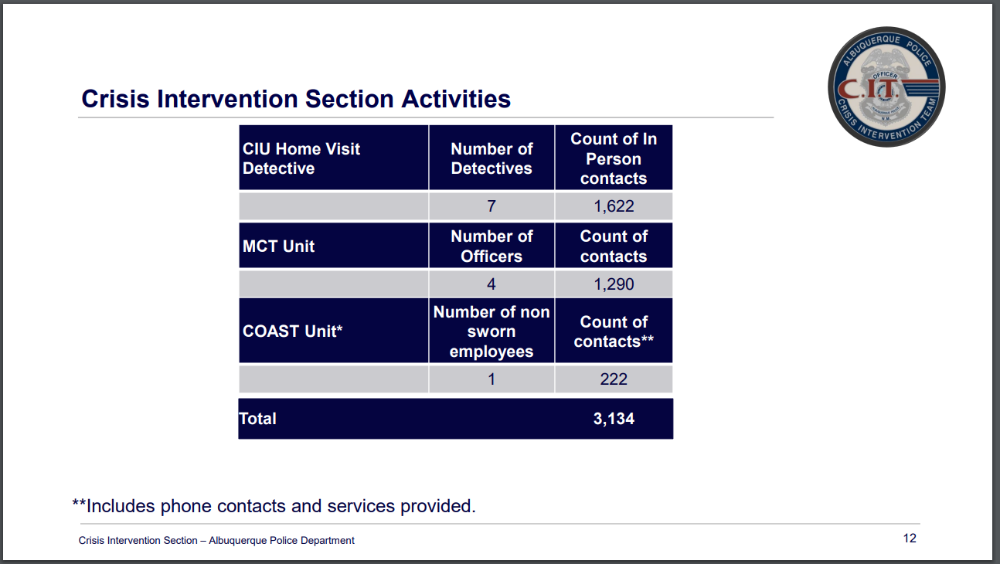 ALBUQUERQUE POLICE
OFFICER
C.I.T.
CRISIS INTERVENTION TEAM
Crisis Intervention Section Activities
CIU Home Visit
Detective
Number of
Detectives
Count of In
Person
contacts
7
1,622
MCT Unit
Number of
Officers
Count of
contacts
4
1,290
COAST Unit*
Number of non
sworn
employees
Count of
contacts**
1
222
Total
3,134
**Includes phone contacts and services provided.
Crisis Intervention Section – Albuquerque Police Department
12